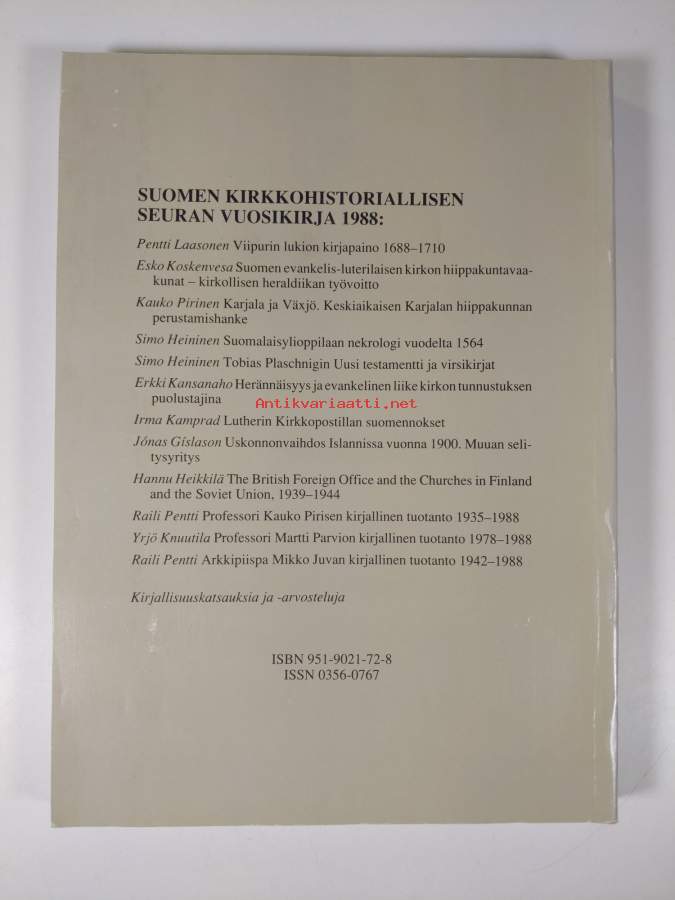 SUOMEN KIRKKOHISTORIALLISEN
SEURAN VUOSIKIRJA 1988:
Pentti Laasonen Viipurin lukion kirjapaino 1688–1710
Esko Koskenvesa Suomen evankelis-luterilaisen kirkon hiippakuntavaa-
kunat – kirkollisen heraldiikan työvoitto
Kauko Pirinen Karjala ja Växjö. Keskiaikaisen Karjalan hiippakunnan
perustamishanke
Simo Heininen Suomalaisylioppilaan nekrologi vuodelta 1564
Simo Heininen Tobias Plaschnigin Uusi testamentti ja virsikirjat
Erkki Kansanaho Herännäisyys ja evankelinen liike kirkon tunnustuksen
puolustajina
Antikvariaatti.net
Irma Kamprad Lutherin Kirkkopostillan suomennokset
Jónas Gíslason Uskonnonvaihdos Islannissa vuonna 1900. Muuan seli-
tysyritys
Hannu Heikkilä The British Foreign Office and the Churches in Finland
and the Soviet Union, 1939–1944
Raili Pentti Professori Kauko Pirisen kirjallinen tuotanto 1935–1988
Yrjö Knuutila Professori Martti Parvion kirjallinen tuotanto 1978–1988
Raili Pentti Arkkipiispa Mikko Juvan kirjallinen tuotanto 1942–1988
Kirjallisuuskatsauksia ja -arvosteluja
ISBN 951-9021-72-8
ISSN 0356-0767